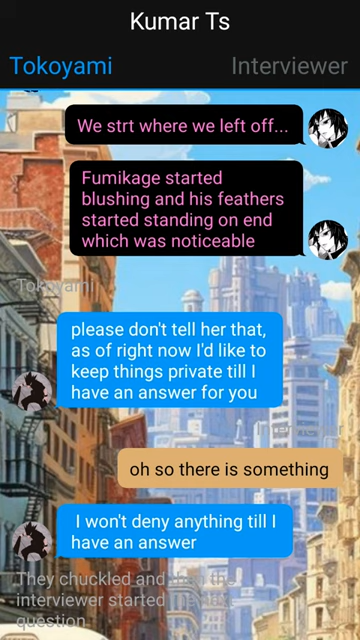 Kumar Ts
Tokoyami Interviewer
We strt where we left off...
Fumikage started
blushing and his feathers
started standing on end
which was noticeable
Tokoyami
please don't tell her that,
as of right now I'd like to
keep things private till I
have an answer for you
Interviewer
oh so there is something
I won't deny anything till I
have an answer
They chuckled and the
interviewer started
question